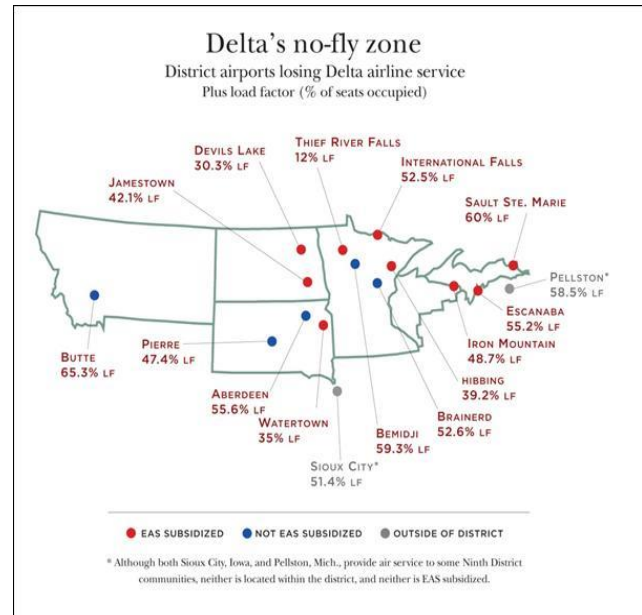 Delta's no-fly zone
District airports losing Delta airline service
Plus load factor (% of seats occupied)
Devils Lake
30.3% LF
Thief River Falls
12% LF
International Falls
52.5% LF
Jamestown
42.1% LF
Sault Ste. Marie
60% LF
Pellston*
58.5% LF
Escanaba
55.2% LF
Iron Mountain
48.7% LF
Butte
65.3% LF
Pierre
47.4% LF
hibbing
39.2% LF
Aberdeen
55.6% LF
Brainerd
52.6% LF
Watertown
35% LF
Bemidji
59.3% LF
Sioux City*
51.4% LF
EAS SUBSIDIZED
NOT EAS SUBSIDIZED
OUTSIDE OF DISTRICT
* Although both Sioux City, Iowa, and Pellston, Mich., provide air service to some Ninth District
communities, neither is located within the district, and neither is EAS subsidized.